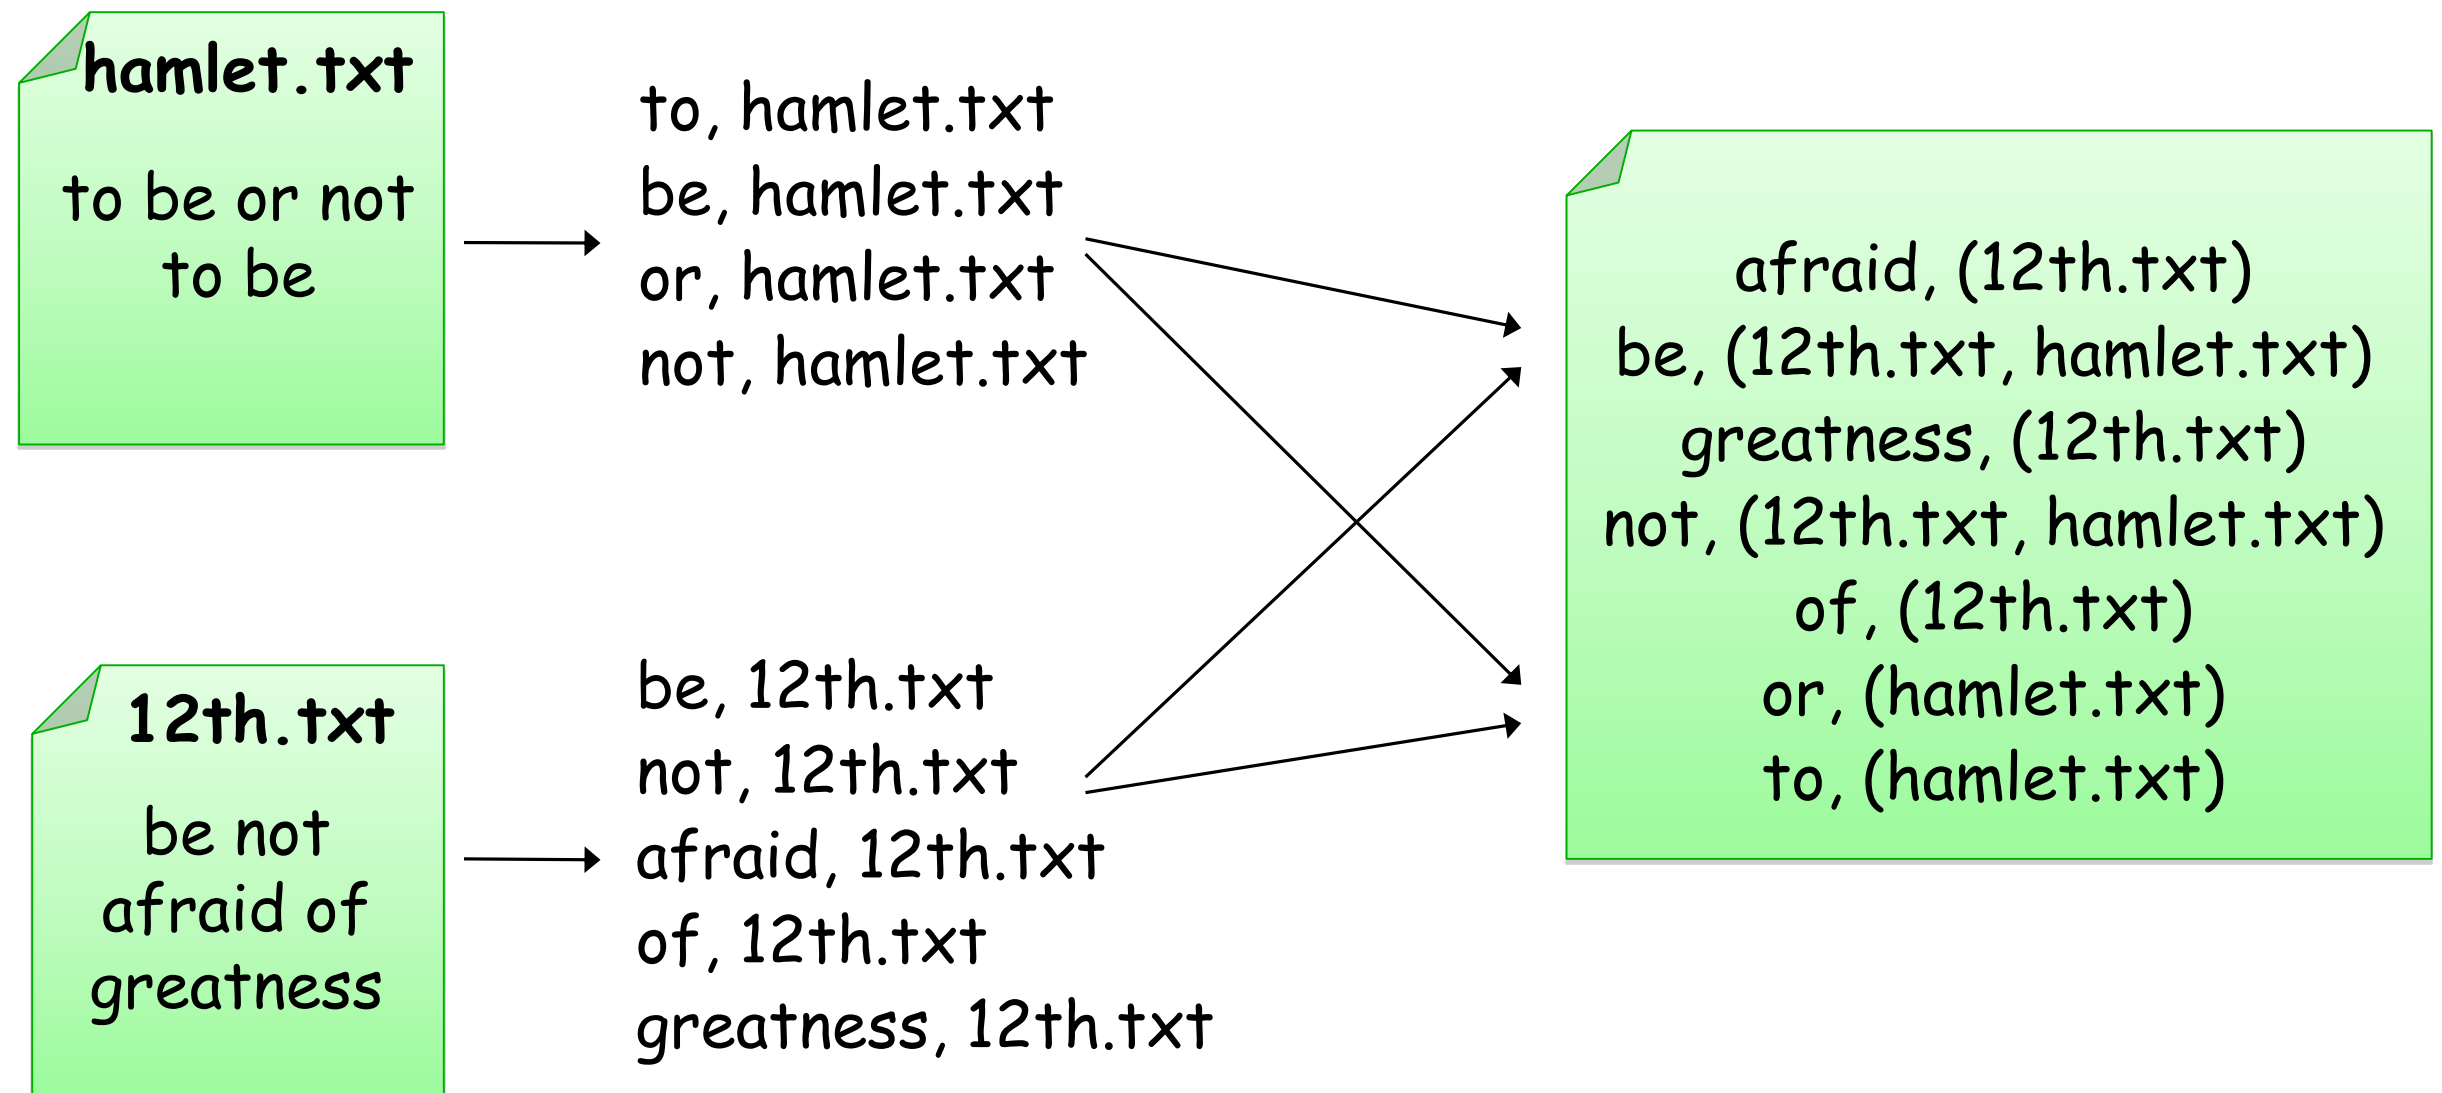 hamlet.txt
to be or not
to be
to, hamlet.txt
be, hamlet.txt
or, hamlet.txt
not, hamlet.txt
12th.txt
be not
afraid of
greatness
be, 12th.txt
not, 12th.txt
afraid, 12th.txt
of, 12th.txt
greatness, 12th.txt
afraid, (12th.txt)
be, (12th.txt, hamlet.txt)
greatness, (12th.txt)
not, (12th.txt, hamlet.txt)
of, (12th.txt)
or, (hamlet.txt)
to, (hamlet.txt)